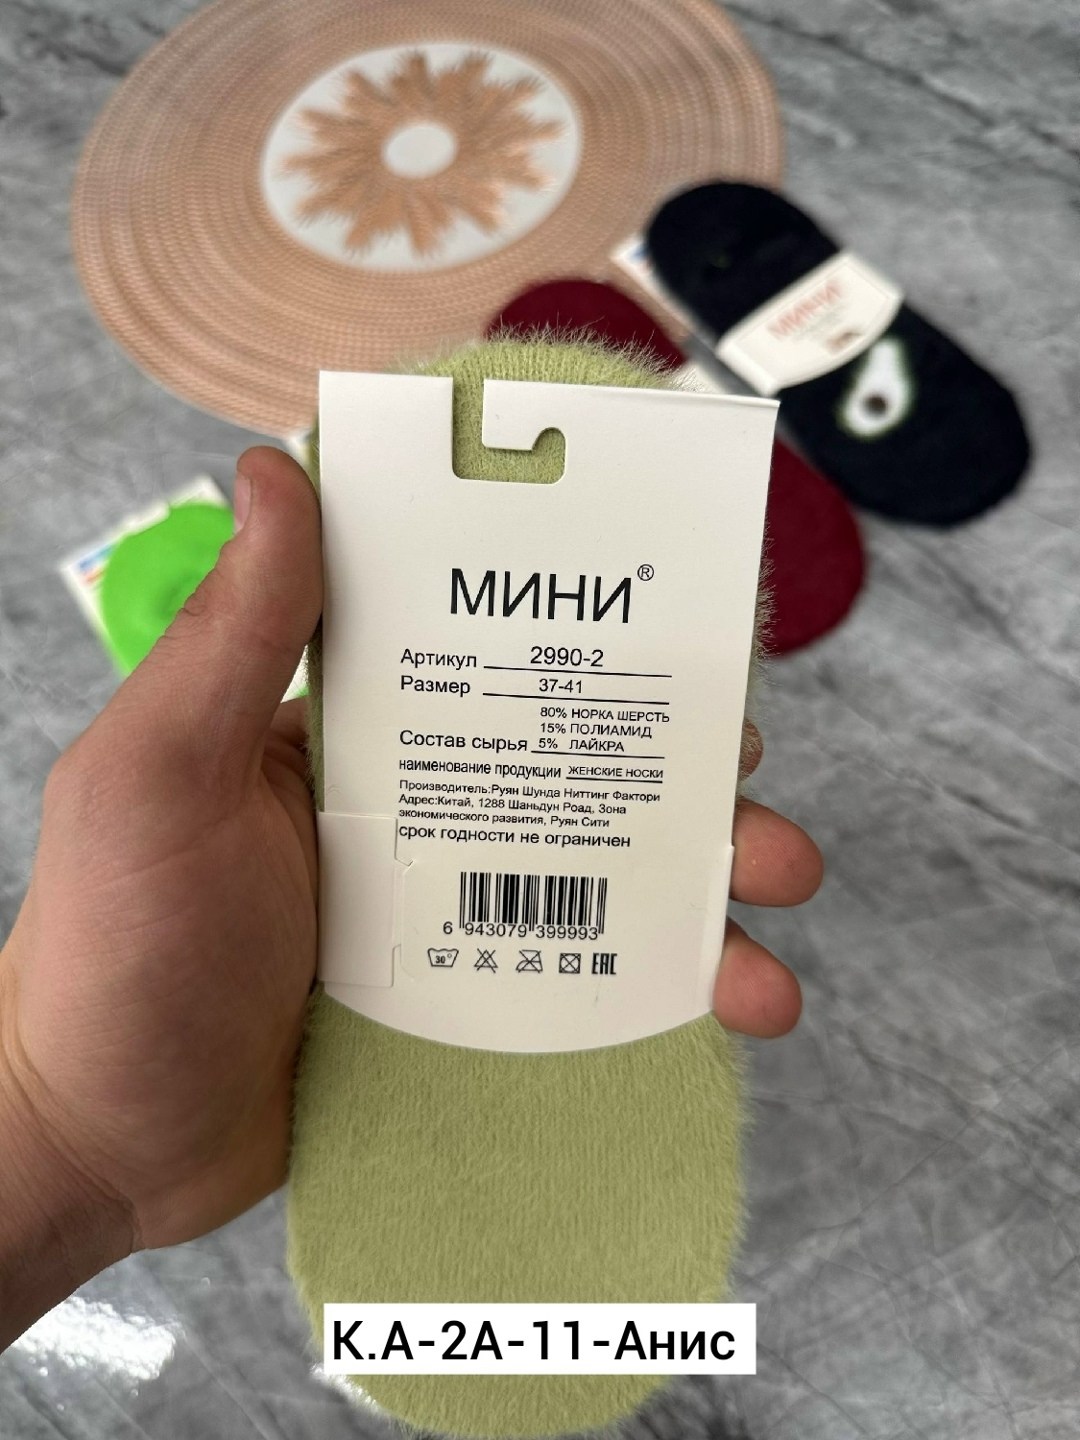 МИНИ
МИНИ®
Артикул 2990-2
Размер 37-41
80% НОРКА ШЕРСТЬ
15% ПОЛИАМИД
Состав сырья 5% ЛАЙКРА
наименование продукции ЖЕНСКИЕ НОСКИ
Производитель:Руян Шунда Ниттинг Фактори
Адрес:Китай, 1288 Шаньдун Роад, Зона
экономического развития, Руян Сити
срок годности не ограничен
6 943079 399993
30° EAC
К.А-2А-11-Анис